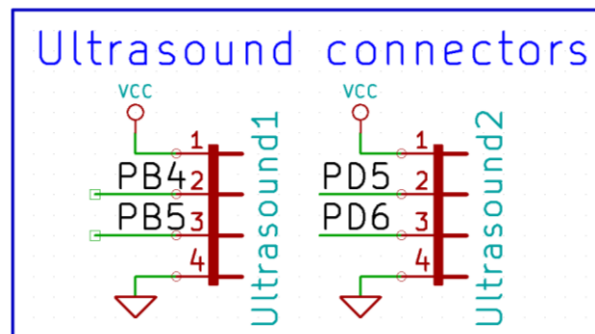 Ultrasound connectors
VCC
1
PB4 2
PB5 3
4
Ultrasound1
VCC
1
PD5 2
PD6 3
4
Ultrasound2